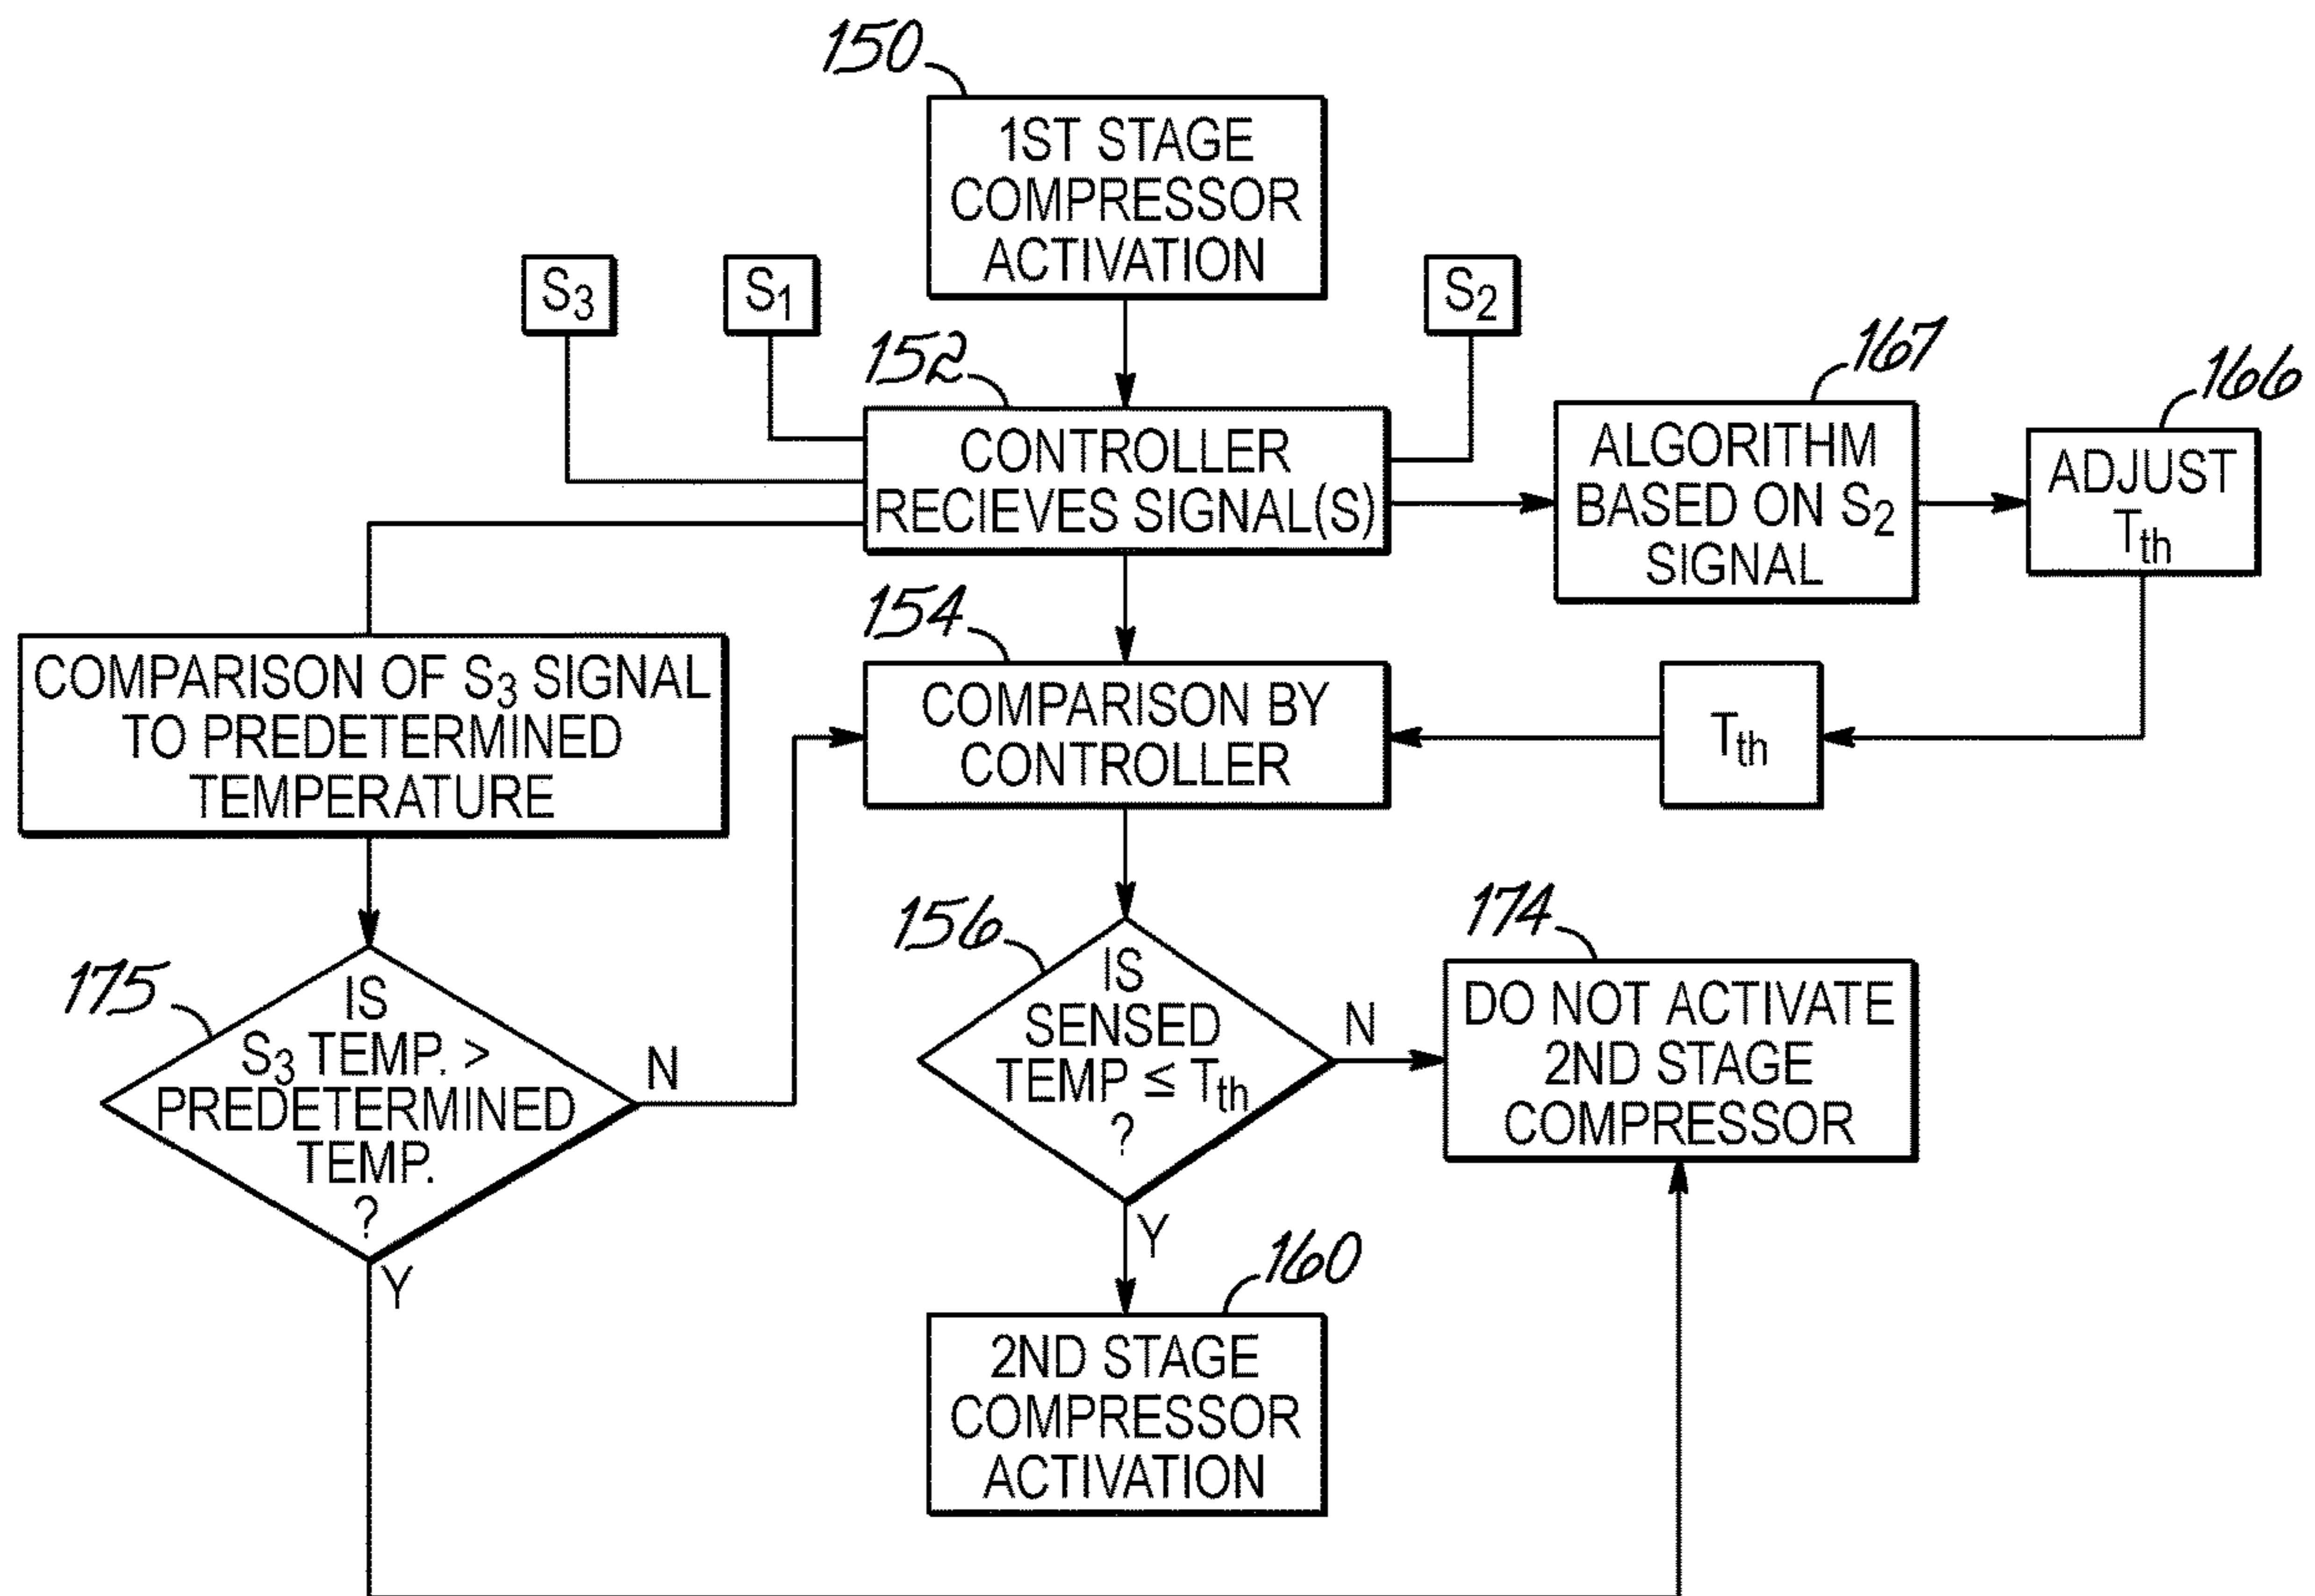 150
1ST STAGE
COMPRESSOR
ACTIVATION
S3
S1
S2
152
CONTROLLER
RECIEVES SIGNAL(S)
167
ALGORITHM
BASED ON S2
SIGNAL
166
ADJUST
Tth
COMPARISON OF S3 SIGNAL
TO PREDETERMINED
TEMPERATURE
154
COMPARISON BY
CONTROLLER
Tth
175
IS
S3 TEMP. >
PREDETERMINED
TEMP.
?
N
Y
156
IS
SENSED
TEMP ≤ Tth
?
N
Y
174
DO NOT ACTIVATE
2ND STAGE
COMPRESSOR
160
2ND STAGE
COMPRESSOR
ACTIVATION